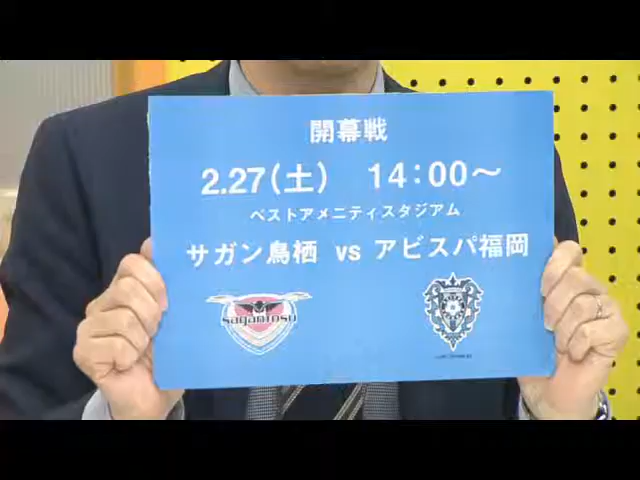 開幕戦
2.27(土) 14:00〜
ベストアメニティスタジアム
サガン鳥栖 vs アビスパ福岡
saganTosu